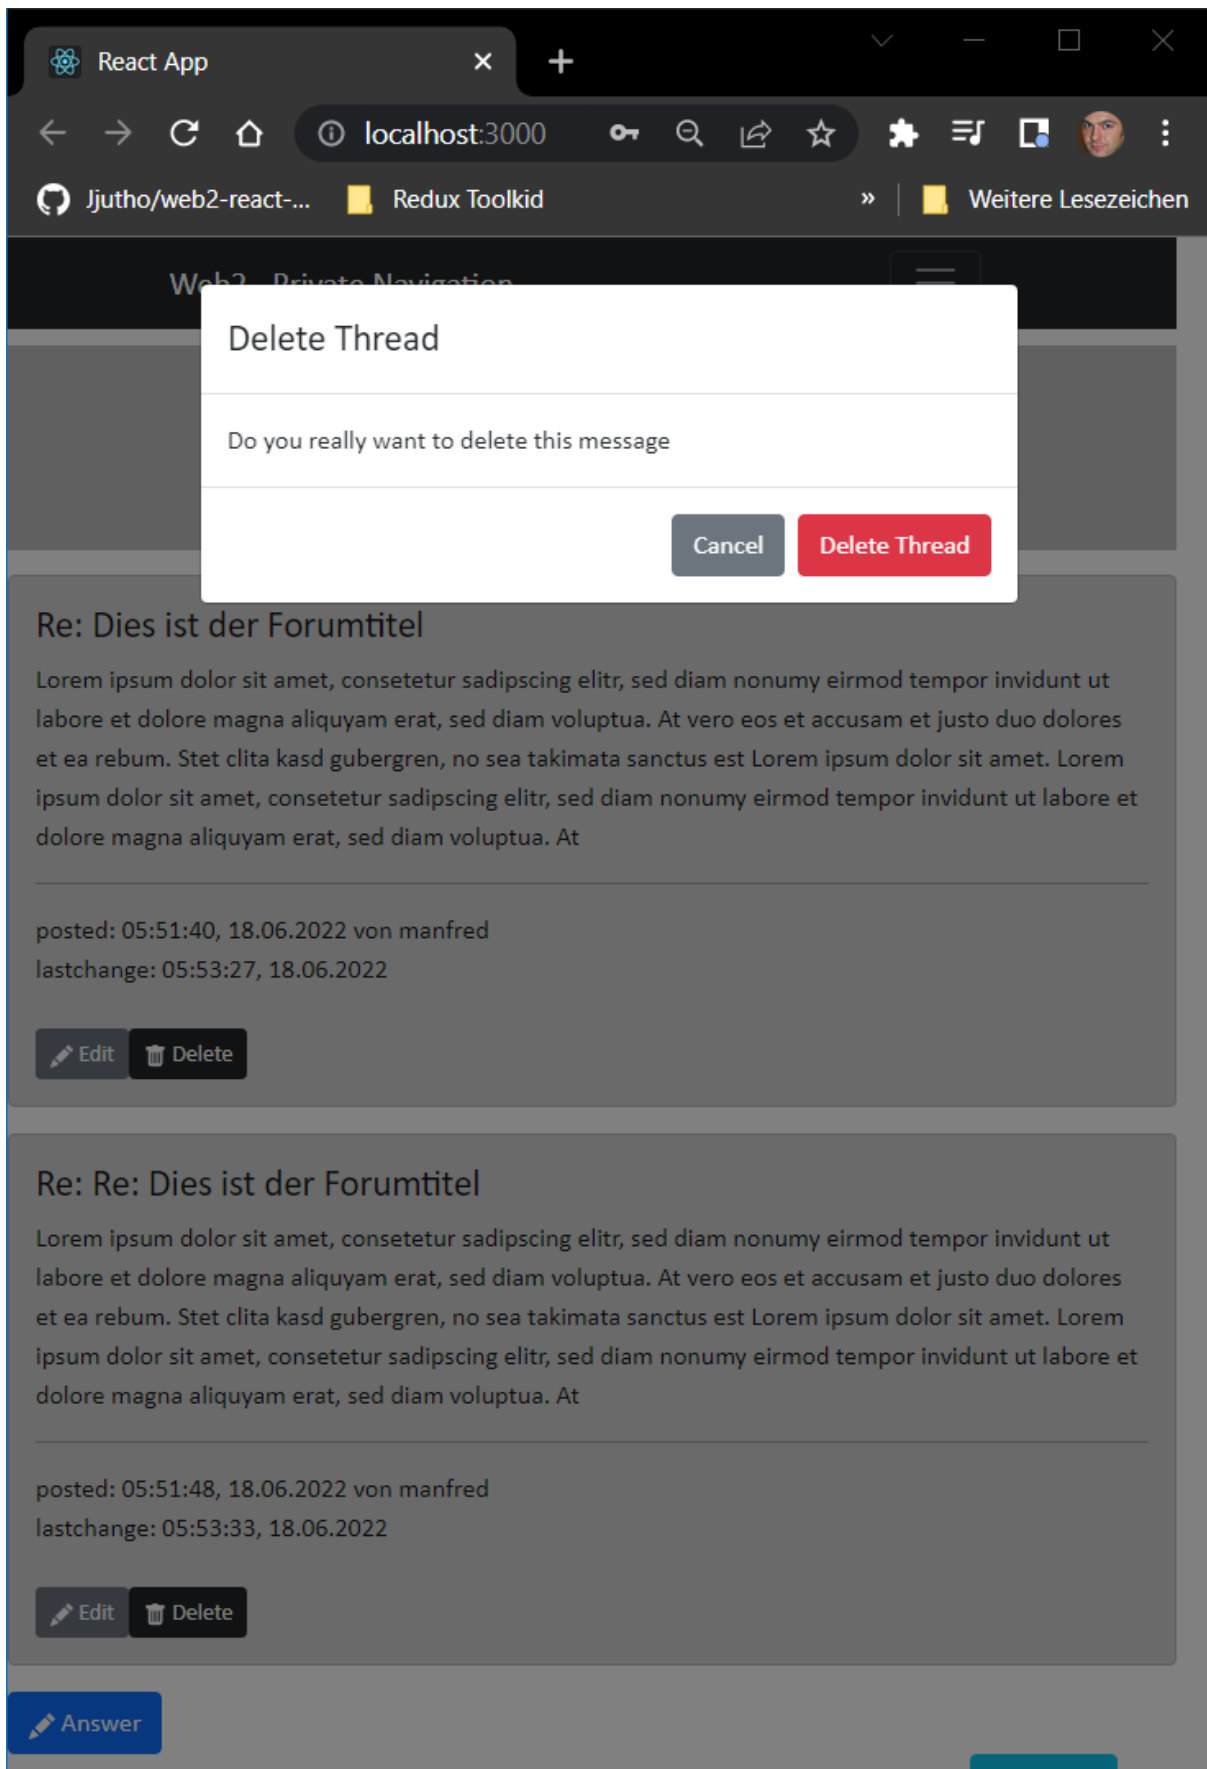 React App
localhost:3000
Jjutho/web2-react-...
Redux Toolkid
»
Weitere Lesezeichen
Web2 Private Navigation
Delete Thread
Do you really want to delete this message
Cancel
Delete Thread
Re: Dies ist der Forumtitel
Lorem ipsum dolor sit amet, consetetur sadipscing elitr, sed diam nonumy eirmod tempor invidunt ut
labore et dolore magna aliquyam erat, sed diam voluptua. At vero eos et accusam et justo duo dolores
et ea rebum. Stet clita kasd gubergren, no sea takimata sanctus est Lorem ipsum dolor sit amet. Lorem
ipsum dolor sit amet, consetetur sadipscing elitr, sed diam nonumy eirmod tempor invidunt ut labore et
dolore magna aliquyam erat, sed diam voluptua. At
posted: 05:51:40, 18.06.2022 von manfred
lastchange: 05:53:27, 18.06.2022
Edit
Delete
Re: Re: Dies ist der Forumtitel
Lorem ipsum dolor sit amet, consetetur sadipscing elitr, sed diam nonumy eirmod tempor invidunt ut
labore et dolore magna aliquyam erat, sed diam voluptua. At vero eos et accusam et justo duo dolores
et ea rebum. Stet clita kasd gubergren, no sea takimata sanctus est Lorem ipsum dolor sit amet. Lorem
ipsum dolor sit amet, consetetur sadipscing elitr, sed diam nonumy eirmod tempor invidunt ut labore et
dolore magna aliquyam erat, sed diam voluptua. At
posted: 05:51:48, 18.06.2022 von manfred
lastchange: 05:53:33, 18.06.2022
Edit
Delete
Answer